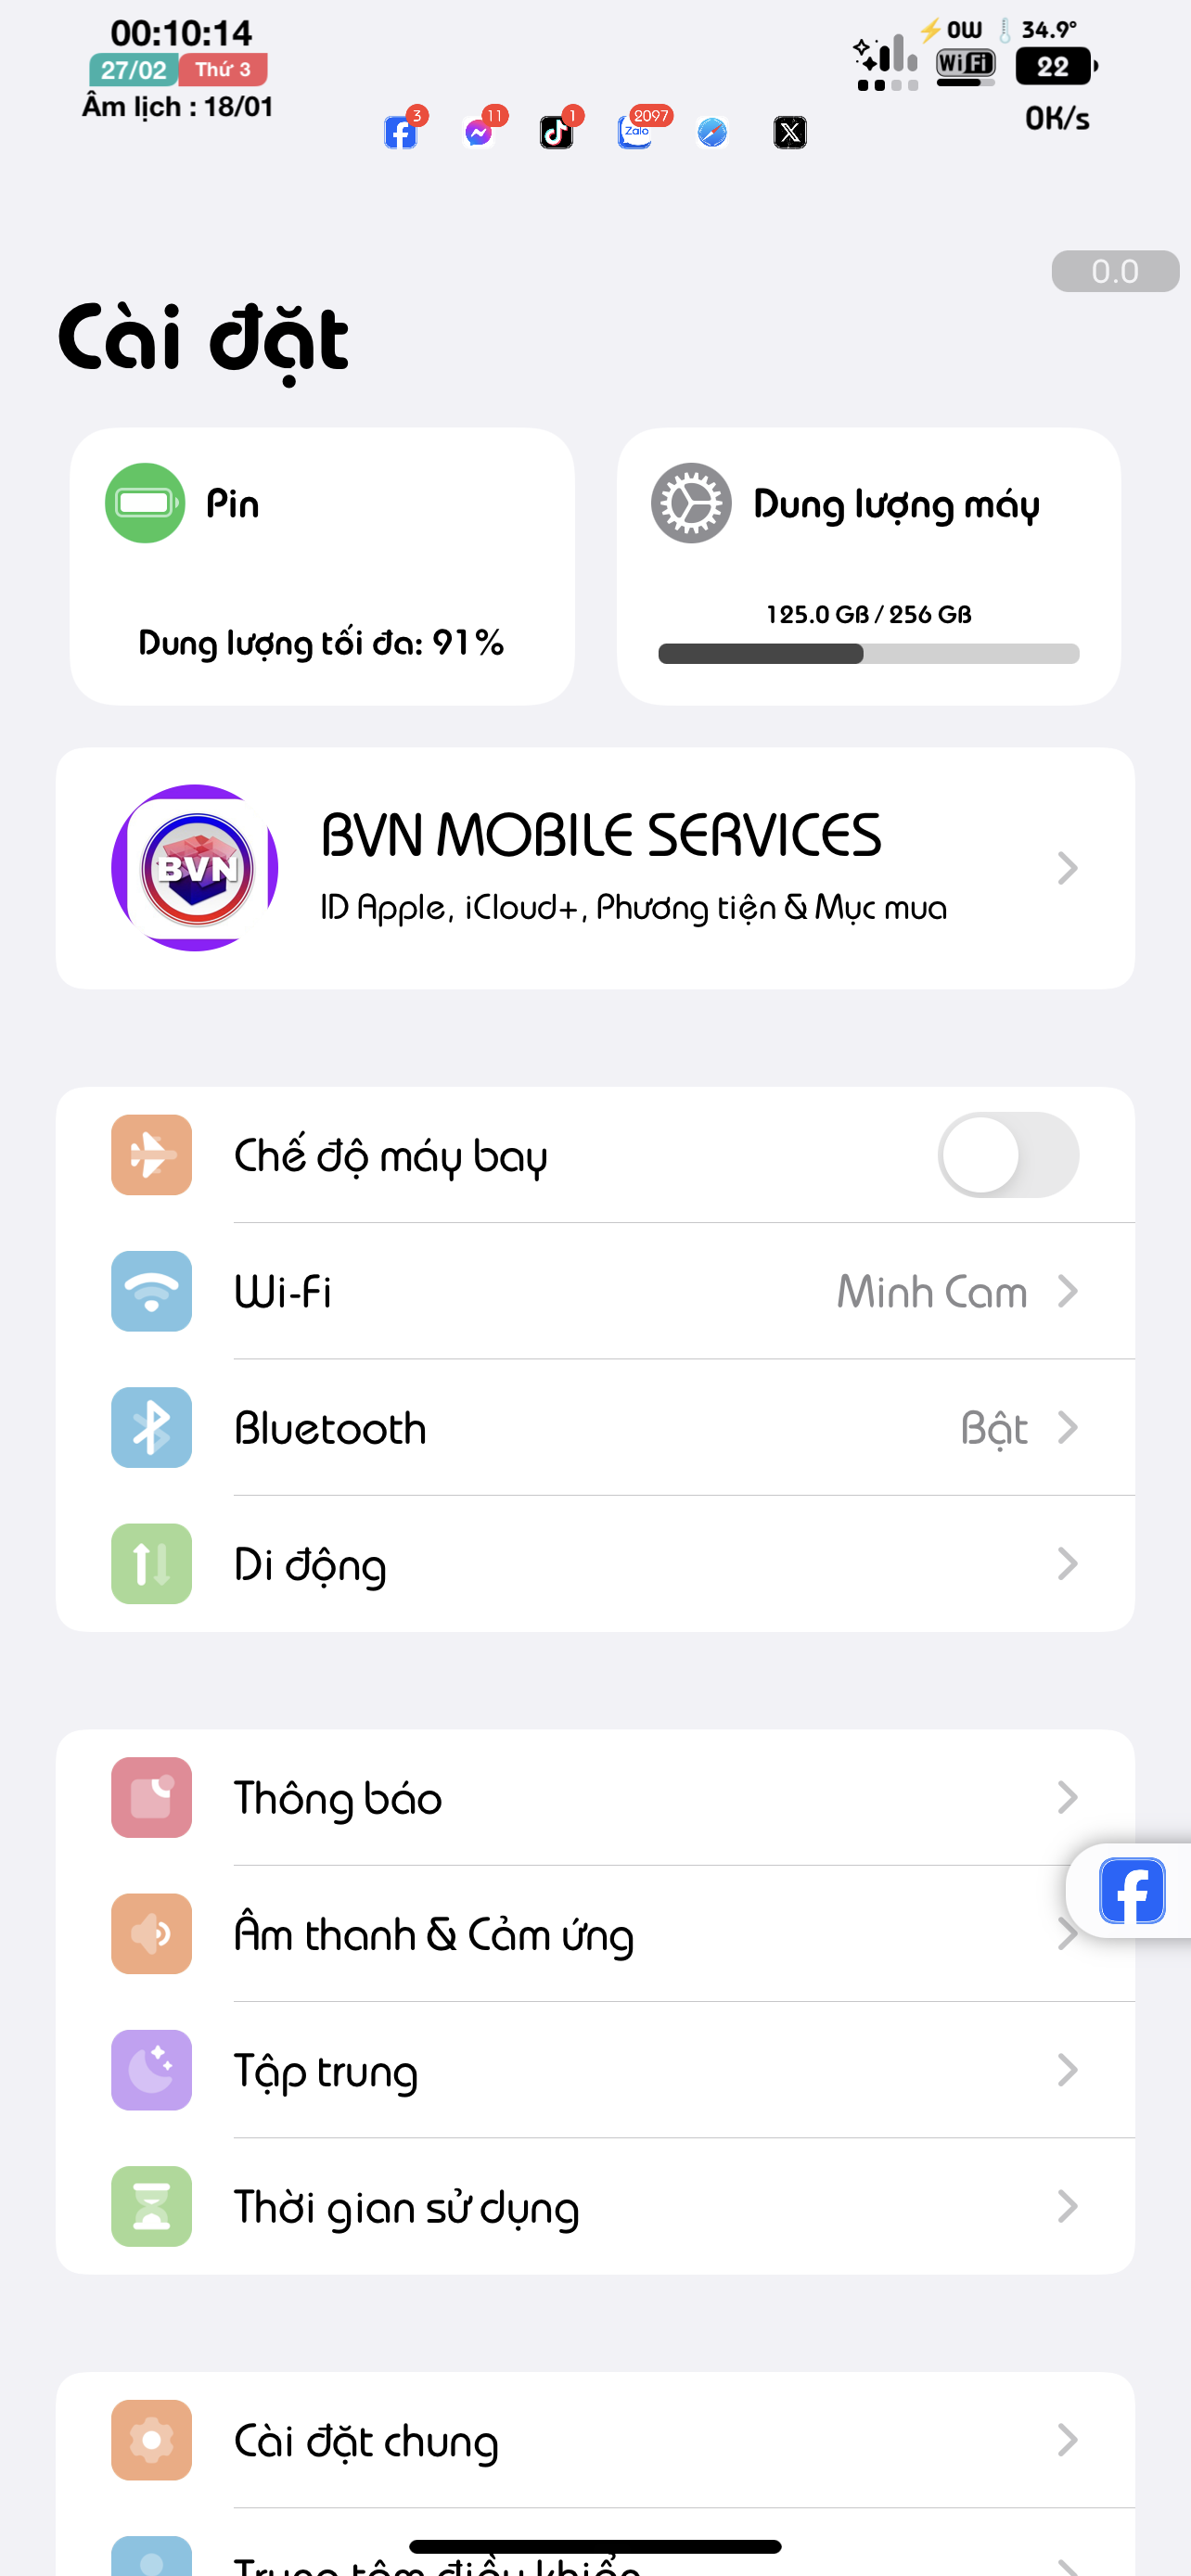 00:10:14
27/02 Thứ 3
Âm lịch : 18/01
0W 34.9°
WiFi 22
0K/s
3 11 1 2097
Zalo
0.0
Cài đặt
Pin
Dung lượng tối đa: 91%
Dung lượng máy
125.0 GB / 256 GB
BVN
BVN MOBILE SERVICES
ID Apple, iCloud+, Phương tiện & Mục mua
Chế độ máy bay
Wi-Fi Minh Cam
Bluetooth Bật
Di động
Thông báo
Âm thanh & Cảm ứng
Tập trung
Thời gian sử dụng
Cài đặt chung
Trung tâm điều khiển